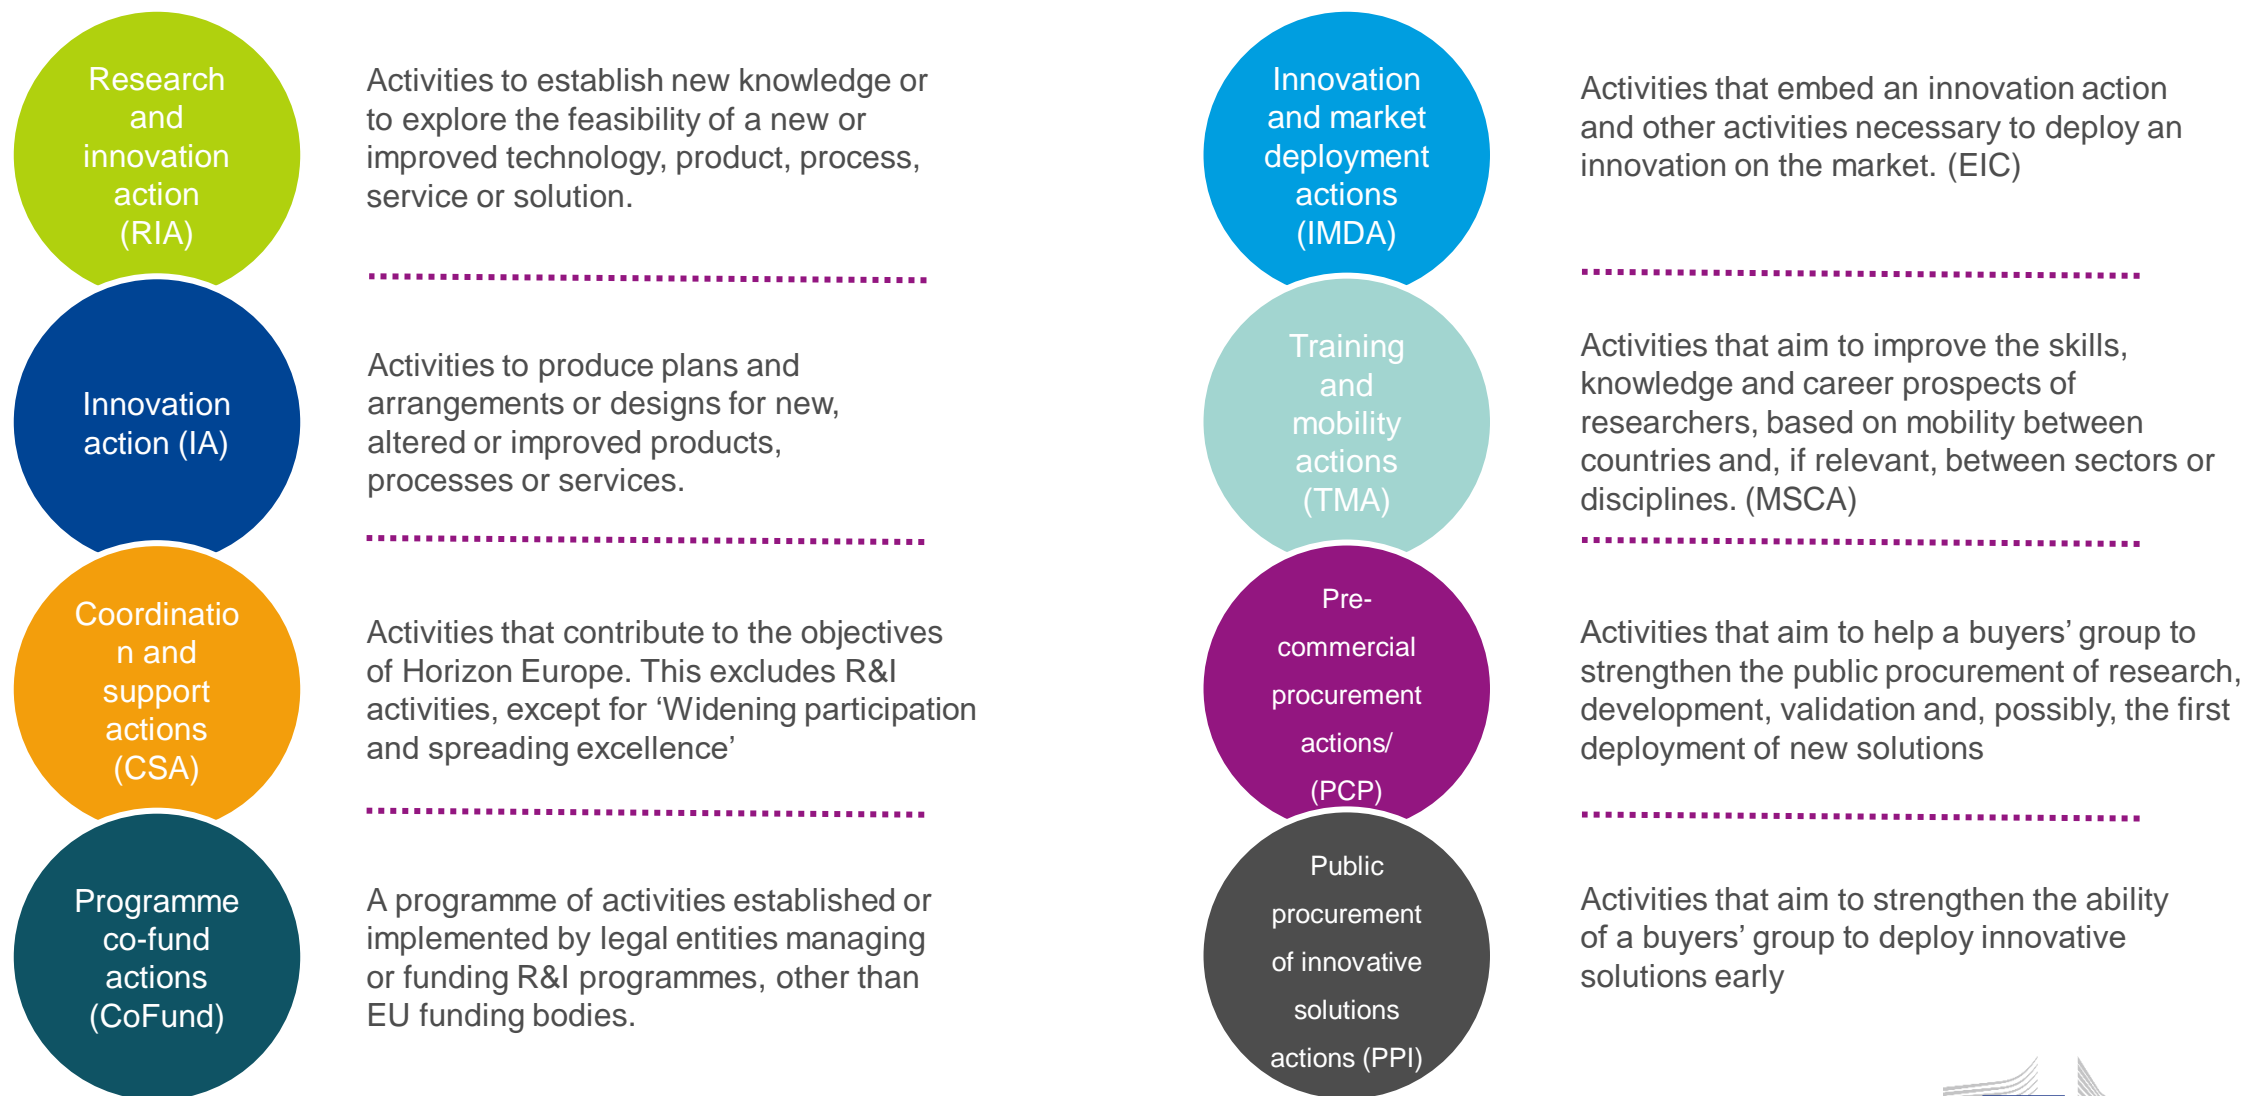 Research
and
innovation
action
(RIA)
Activities to establish new knowledge or
to explore the feasibility of a new or
improved technology, product, process,
service or solution.
Innovation
action (IA)
Activities to produce plans and
arrangements or designs for new,
altered or improved products,
processes or services.
Coordinatio
n and
support
actions
(CSA)
Activities that contribute to the objectives
of Horizon Europe. This excludes R&I
activities, except for ‘Widening participation
and spreading excellence’
Programme
co-fund
actions
(CoFund)
A programme of activities established or
implemented by legal entities managing
or funding R&I programmes, other than
EU funding bodies.
Innovation
and market
deployment
actions
(IMDA)
Activities that embed an innovation action
and other activities necessary to deploy an
innovation on the market. (EIC)
Training
and
mobility
actions
(TMA)
Activities that aim to improve the skills,
knowledge and career prospects of
researchers, based on mobility between
countries and, if relevant, between sectors or
disciplines. (MSCA)
Pre-
commercial
procurement
actions/
(PCP)
Activities that aim to help a buyers’ group to
strengthen the public procurement of research,
development, validation and, possibly, the first
deployment of new solutions
Public
procurement
of innovative
solutions
actions (PPI)
Activities that aim to strengthen the ability
of a buyers’ group to deploy innovative
solutions early